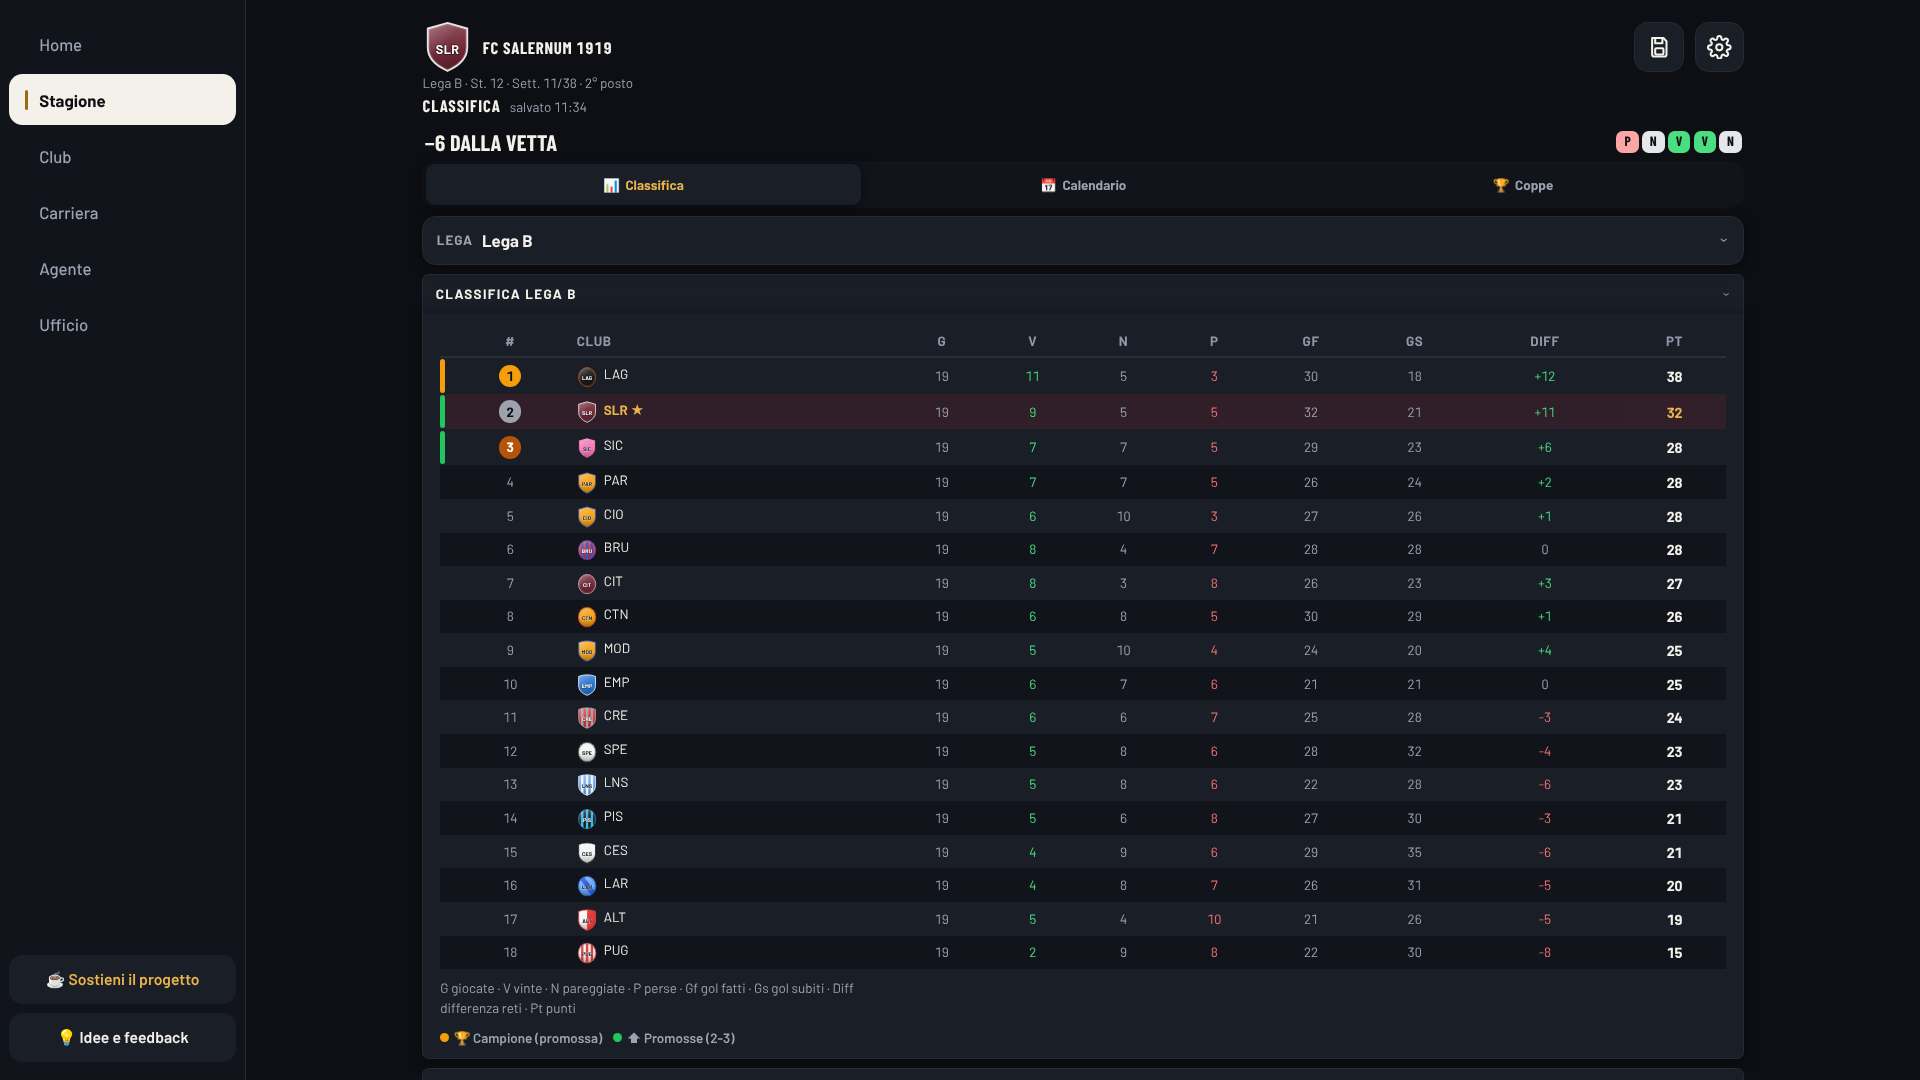 Home
Stagione
Club
Carriera
Agente
Ufficio
☕ Sostieni il progetto
💡 Idee e feedback
SLR FC SALERNUM 1919
Lega B · St. 12 · Sett. 11/38 · 2° posto
CLASSIFICA salvato 11:34
−6 DALLA VETTA
P N V V N
📊 Classifica
📅 Calendario
🏆 Coppe
LEGA Lega B
CLASSIFICA LEGA B
# CLUB G V N P GF GS DIFF PT
1 LAG 19 11 5 3 30 18 +12 38
2 SLR ★ 19 9 5 5 32 21 +11 32
3 SIC 19 7 7 5 29 23 +6 28
4 PAR 19 7 7 5 26 24 +2 28
5 CIO 19 6 10 3 27 26 +1 28
6 BRU 19 8 4 7 28 28 0 28
7 CIT 19 8 3 8 26 23 +3 27
8 CTN 19 6 8 5 30 29 +1 26
9 MOD 19 5 10 4 24 20 +4 25
10 EMP 19 6 7 6 21 21 0 25
11 CRE 19 6 6 7 25 28 -3 24
12 SPE 19 5 8 6 28 32 -4 23
13 LNS 19 5 8 6 22 28 -6 23
14 PIS 19 5 6 8 27 30 -3 21
15 CES 19 4 9 6 29 35 -6 21
16 LAR 19 4 8 7 26 31 -5 20
17 ALT 19 5 4 10 21 26 -5 19
18 PUG 19 2 9 8 22 30 -8 15
G giocate · V vinte · N pareggiate · P perse · Gf gol fatti · Gs gol subiti · Diff
differenza reti · Pt punti
🏆 Campione (promossa) ⬆ Promosse (2-3)